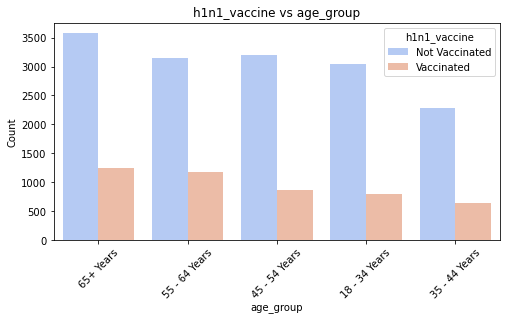 h1n1_vaccine vs age_group
h1n1_vaccine
Not Vaccinated
Vaccinated
Count
3500
3000
2500
2000
1500
1000
500
0
65+ Years
55 - 64 Years
45 - 54 Years
18 - 34 Years
35 - 44 Years
age_group